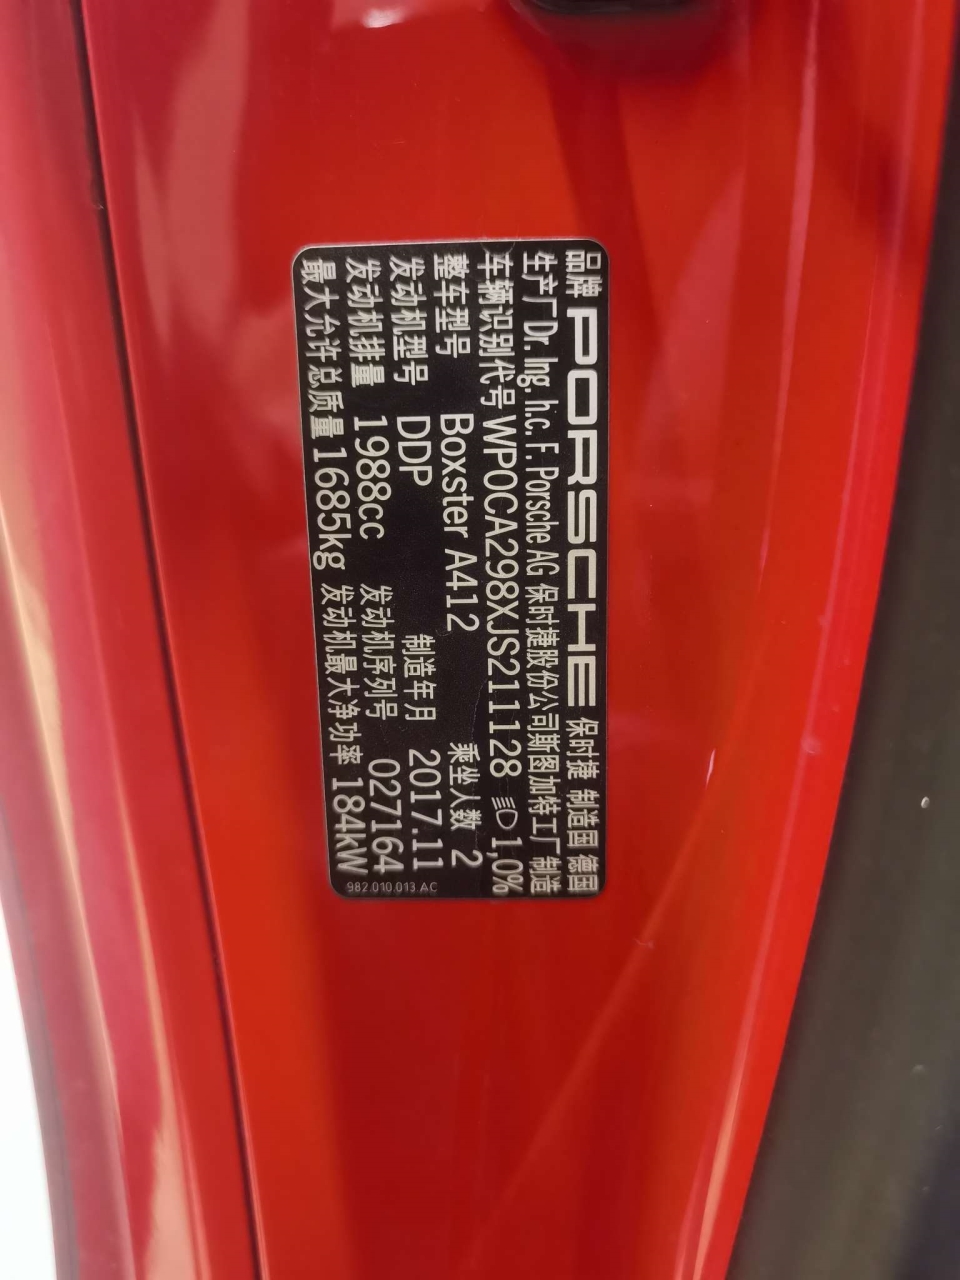 品牌 PORSCHE 保时捷 制造国 德国
生产厂 Dr. Ing. h.c. F. Porsche AG 保时捷股份公司斯图加特工厂 制造
车辆识别代号 WP0CA298XJS211128 1,0%
整车型号 Boxster A412 乘坐人数 2
发动机型号 DDP 制造年月 2017.11
发动机排量 1988cc 发动机序列号 027164
最大允许总质量 1685kg 发动机最大净功率 184kW
982.010.013.AC